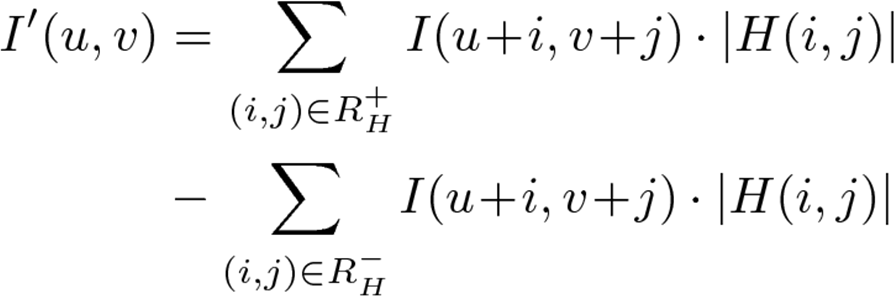 I′(u, v) = ∑ I(u+i, v+j) · |H(i, j)|
(i,j)∈R_H^+
− ∑ I(u+i, v+j) · |H(i, j)|
(i,j)∈R_H^−